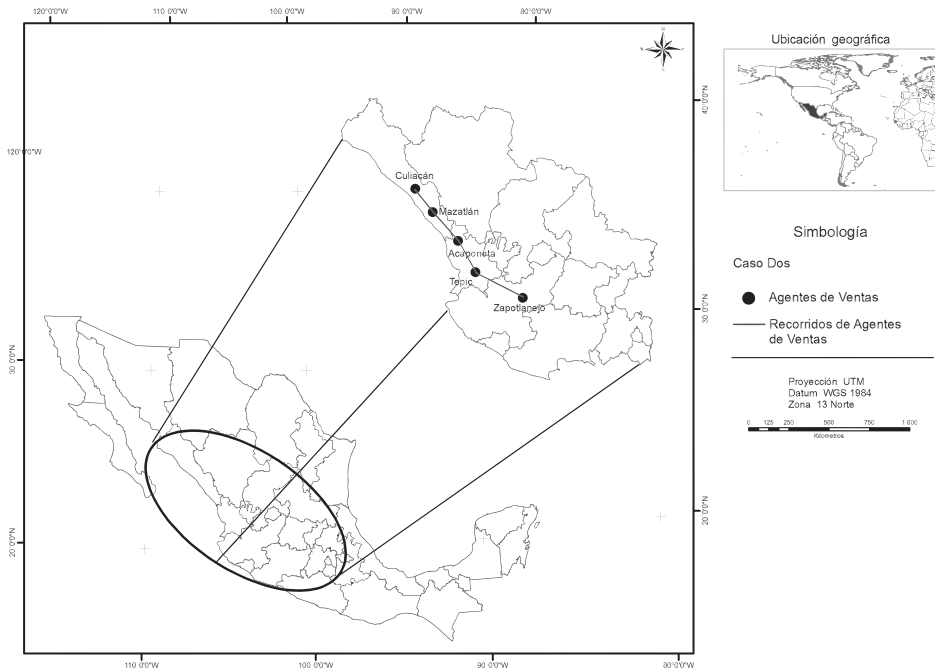 120°0'0"W
110 0'0"W
100 0'0"W
90 0'0"W
80°0'0"W
N
Ubicación geográfica
40°0'0"N
120°0'0"W
Culiacán
Mazatlán
Acaponeta
Tepic
Zapotlanejo
30 0'0"N
30 0'0"N
20 0'0"N
20 0'0"N
110 0'0"W
100 0'0"W
90 0'0"W
80°0'0"W
Simbología
Caso Dos
Agentes de Ventas
Recorridos de Agentes
de Ventas
Proyección UTM
Datum WGS 1984
Zona 13 Norte
0 125 250 500 750 1 000
Kilometros